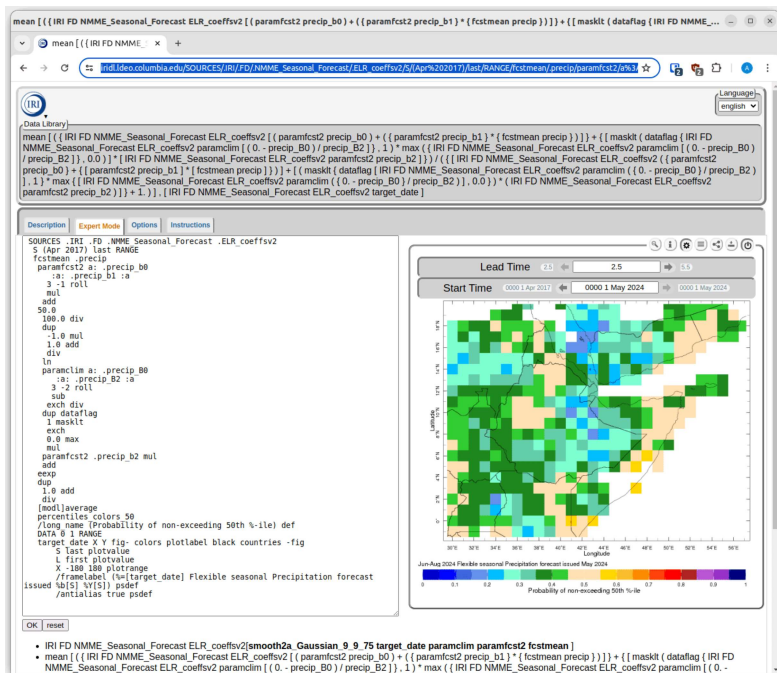 mean [ ( { IRI FD NMME_Seasonal_Forecast ELR_coeffsv2 [ ( paramfcst2 precip_b0 ) + ( { paramfcst2 precip_b1 } * { fcstmean precip } ) ] } + { [ masklt ( dataflag { IRI FD NMME_...
mean [ ( { IRI FD NMME_S
iridl.ldeo.columbia.edu/SOURCES/.IRI/.FD/.NMME_Seasonal_Forecast/.ELR_coeffsv2/S/(Apr%202017)/last/RANGE/fcstmean/.precip/paramfcst2/a%3
IRI
Data Library
Language
english
mean [ ( { IRI FD NMME_Seasonal_Forecast ELR_coeffsv2 [ ( paramfcst2 precip_b0 ) + ( { paramfcst2 precip_b1 } * { fcstmean precip } ) ] } + { [ masklt ( dataflag { IRI FD
NMME_Seasonal_Forecast ELR_coeffsv2 paramclim [ ( 0. - precip_B0 ) / precip_B2 ] } , 1 ) * max ( { IRI FD NMME_Seasonal_Forecast ELR_coeffsv2 paramclim [ ( 0. - precip_B0 )
/ precip_B2 ] } , 0.0 ) ] * [ IRI FD NMME_Seasonal_Forecast ELR_coeffsv2 paramfcst2 precip_b2 ] } ) / ( { [ IRI FD NMME_Seasonal_Forecast ELR_coeffsv2 ( { paramfcst2
precip_b0 + { [ paramfcst2 precip_b1 ] * [ fcstmean precip ] } ) ] + [ ( masklt { dataflag [ IRI FD NMME_Seasonal_Forecast ELR_coeffsv2 paramclim ( { 0. - precip_B0 } / precip_B2 )
] , 1 } * max { [ IRI FD NMME_Seasonal_Forecast ELR_coeffsv2 paramclim ( { 0. - precip_B0 } / precip_B2 ) ] , 0.0 } ) * ( IRI FD NMME_Seasonal_Forecast ELR_coeffsv2
paramfcst2 precip_b2 ) ] } + 1. ) ] , [ IRI FD NMME_Seasonal_Forecast ELR_coeffsv2 target_date ]
Description Expert Mode Options Instructions
SOURCES .IRI .FD .NMME_Seasonal_Forecast .ELR_coeffsv2
S (Apr 2017) last RANGE
fcstmean .precip
paramfcst2 a: .precip_b0
:a: .precip_b1 :a
3 -1 roll
mul
add
50.0
100.0 div
dup
-1.0 mul
1.0 add
div
ln
paramclim a: .precip_B0
:a: .precip_B2 :a
3 -2 roll
sub
exch div
dup dataflag
1 masklt
exch
0.0 max
mul
paramfcst2 .precip_b2 mul
add
eexp
dup
1.0 add
div
[modl]average
percentiles_colors_50
/long_name (Probability of non-exceeding 50th %-ile) def
DATA 0 1 RANGE
target_date X Y fig- colors plotlabel black countries -fig
S last plotvalue
L first plotvalue
X -180 180 plotrange
/framelabel (%=[target_date] Flexible seasonal Precipitation forecast
issued %b[S] %Y[S]) psdef
/antialias true psdef
OK reset
Lead Time 2.5 2.5 5.5
Start Time 0000 1 Apr 2017 0000 1 May 2024 0000 1 May 2024
18°N
16°N
14°N
12°N
10°N
8°N
6°N
4°N
2°N
0°
Latitude
30°E 32°E 34°E 36°E 38°E 40°E 42°E 44°E 46°E 48°E 50°E 52°E 54°E 56°E
Longitude
Jun-Aug 2024 Flexible seasonal Precipitation forecast issued May 2024
0 0.1 0.2 0.3 0.4 0.5 0.6 0.7 0.8 0.9 1
Probability of non-exceeding 50th %-ile
IRI FD NMME_Seasonal_Forecast ELR_coeffsv2[smooth2a_Gaussian_9_9_75 target_date paramclim paramfcst2 fcstmean ]
mean [ ( { IRI FD NMME_Seasonal_Forecast ELR_coeffsv2 [ ( paramfcst2 precip_b0 ) + ( { paramfcst2 precip_b1 } * { fcstmean precip } ) ] } + { [ masklt ( dataflag { IRI FD
NMME_Seasonal_Forecast ELR_coeffsv2 paramclim [ ( 0. - precip_B0 ) / precip_B2 ] } , 1 ) * max ( { IRI FD NMME_Seasonal_Forecast ELR_coeffsv2 paramclim [ ( 0. -